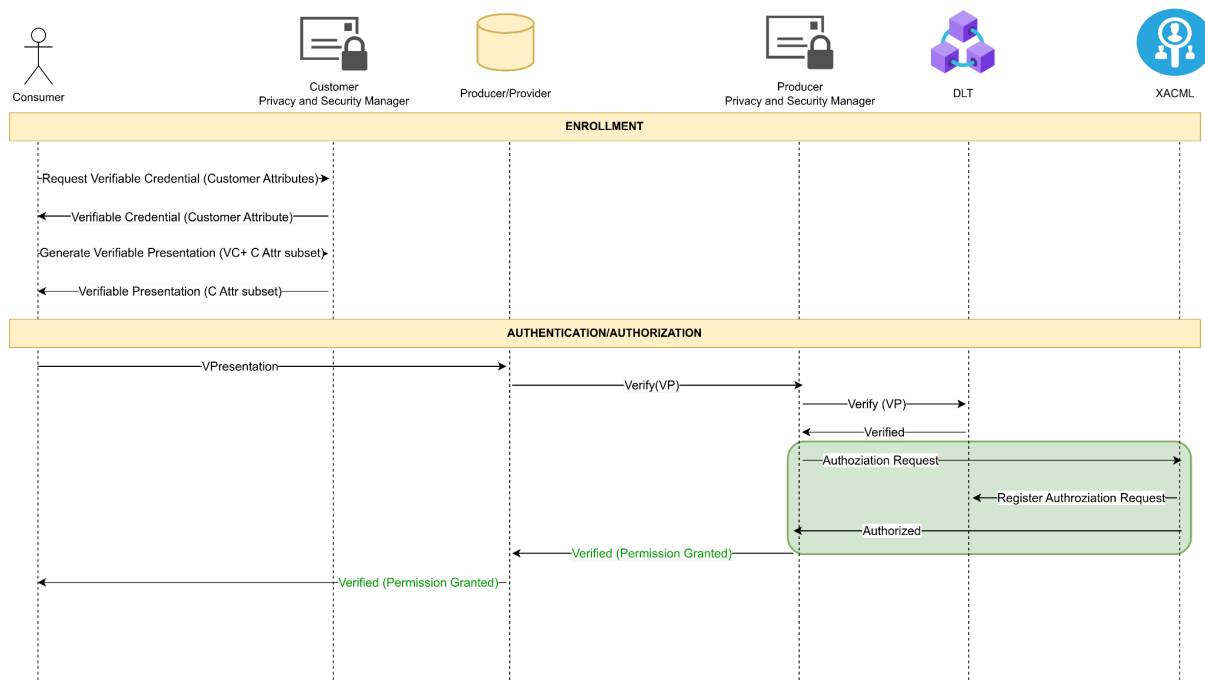 Consumer
Customer
Privacy and Security Manager
Producer/Provider
Producer
Privacy and Security Manager
DLT
XACML
ENROLLMENT
Request Verifiable Credential (Customer Attributes)
Verifiable Credential (Customer Attribute)
Generate Verifiable Presentation (VC+ C Attr subset)
Verifiable Presentation (C Attr subset)
AUTHENTICATION/AUTHORIZATION
VPresentation
Verify(VP)
Verify (VP)
Verified
Authoziation Request
Register Authroziation Request
Authorized
Verified (Permission Granted)
Verified (Permission Granted)